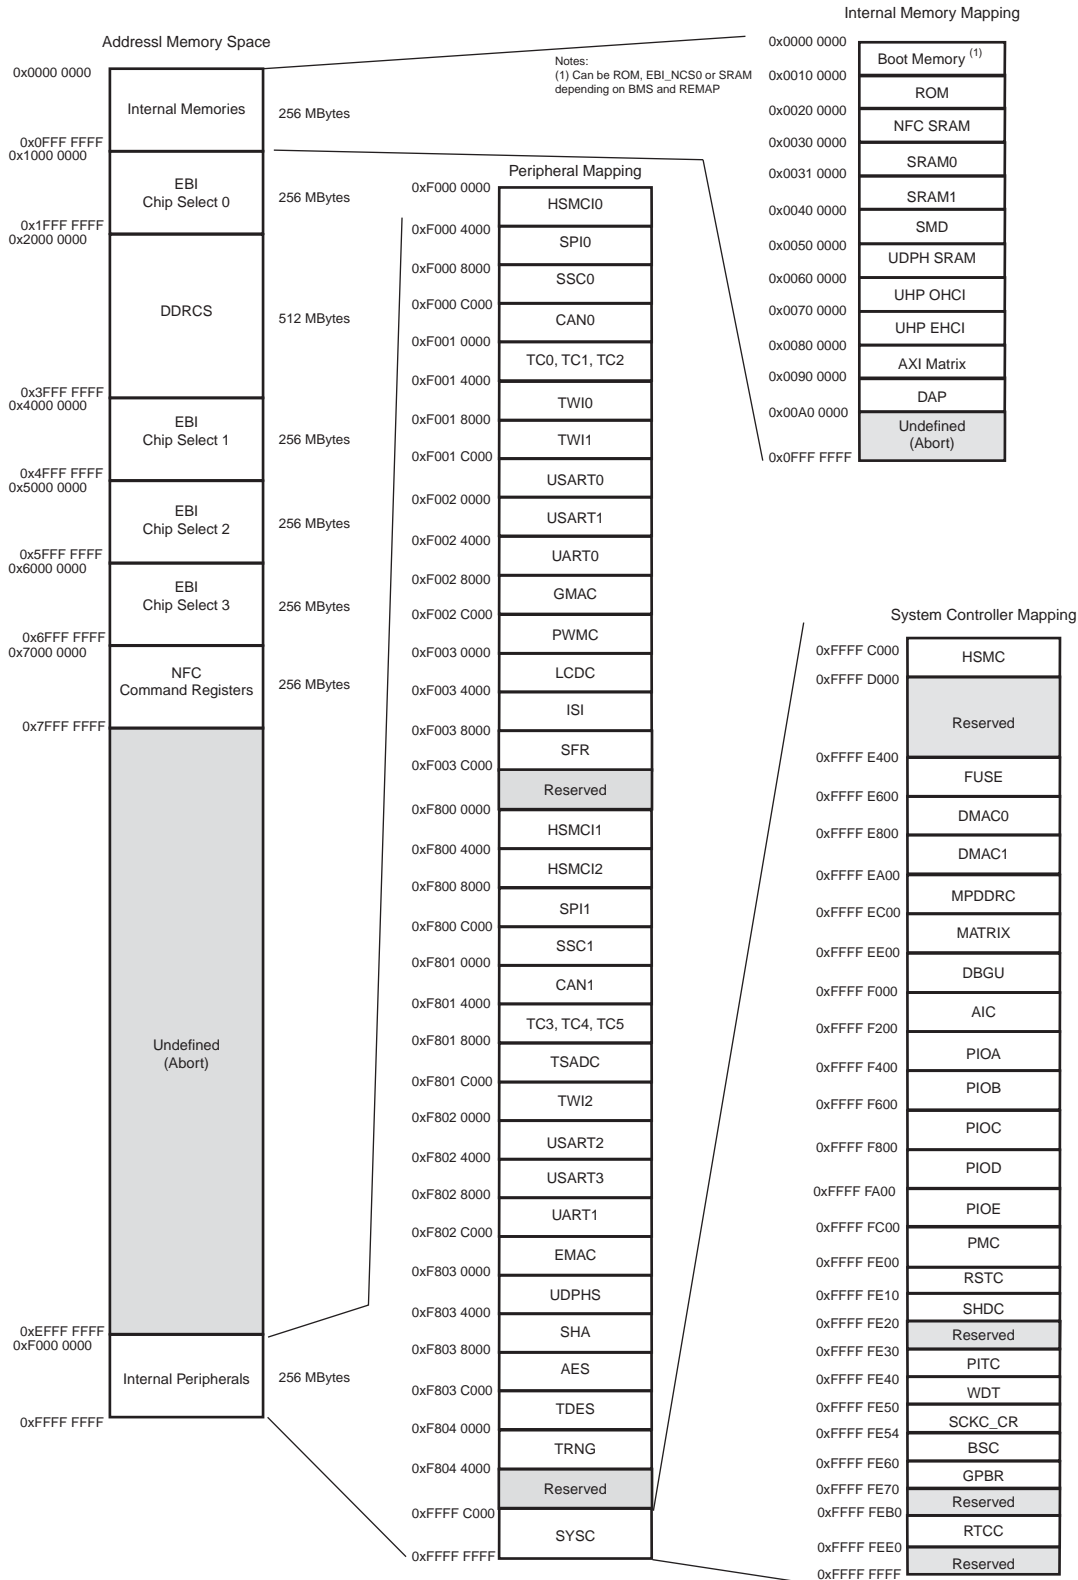 Internal Memory Mapping
Addressl Memory Space
Notes:
(1) Can be ROM, EBI_NCS0 or SRAM
depending on BMS and REMAP
0x0000 0000
Internal Memories
256 MBytes
0x0FFF FFFF
0x1000 0000
EBI
Chip Select 0
256 MBytes
0x1FFF FFFF
0x2000 0000
DDRCS
512 MBytes
0x3FFF FFFF
0x4000 0000
EBI
Chip Select 1
256 MBytes
0x4FFF FFFF
0x5000 0000
EBI
Chip Select 2
256 MBytes
0x5FFF FFFF
0x6000 0000
EBI
Chip Select 3
256 MBytes
0x6FFF FFFF
0x7000 0000
NFC
Command Registers
256 MBytes
0x7FFF FFFF
Undefined
(Abort)
0xEFFF FFFF
0xF000 0000
Internal Peripherals
256 MBytes
0xFFFF FFFF
Peripheral Mapping
0xF000 0000
HSMCI0
0xF000 4000
SPI0
0xF000 8000
SSC0
0xF000 C000
CAN0
0xF001 0000
TC0, TC1, TC2
0xF001 4000
TWI0
0xF001 8000
TWI1
0xF001 C000
USART0
0xF002 0000
USART1
0xF002 4000
UART0
0xF002 8000
GMAC
0xF002 C000
PWMC
0xF003 0000
LCDC
0xF003 4000
ISI
0xF003 8000
SFR
0xF003 C000
Reserved
0xF800 0000
HSMCI1
0xF800 4000
HSMCI2
0xF800 8000
SPI1
0xF800 C000
SSC1
0xF801 0000
CAN1
0xF801 4000
TC3, TC4, TC5
0xF801 8000
TSADC
0xF801 C000
TWI2
0xF802 0000
USART2
0xF802 4000
USART3
0xF802 8000
UART1
0xF802 C000
EMAC
0xF803 0000
UDPHS
0xF803 4000
SHA
0xF803 8000
AES
0xF803 C000
TDES
0xF804 0000
TRNG
0xF804 4000
Reserved
0xFFFF C000
SYSC
0xFFFF FFFF
0x0000 0000
Boot Memory (1)
0x0010 0000
ROM
0x0020 0000
NFC SRAM
0x0030 0000
SRAM0
0x0031 0000
SRAM1
0x0040 0000
SMD
0x0050 0000
UDPH SRAM
0x0060 0000
UHP OHCI
0x0070 0000
UHP EHCI
0x0080 0000
AXI Matrix
0x0090 0000
DAP
0x00A0 0000
Undefined
(Abort)
0x0FFF FFFF
System Controller Mapping
0xFFFF C000
HSMC
0xFFFF D000
Reserved
0xFFFF E400
FUSE
0xFFFF E600
DMAC0
0xFFFF E800
DMAC1
0xFFFF EA00
MPDDRC
0xFFFF EC00
MATRIX
0xFFFF EE00
DBGU
0xFFFF F000
AIC
0xFFFF F200
PIOA
0xFFFF F400
PIOB
0xFFFF F600
PIOC
0xFFFF F800
PIOD
0xFFFF FA00
PIOE
0xFFFF FC00
PMC
0xFFFF FE00
RSTC
0xFFFF FE10
SHDC
0xFFFF FE20
Reserved
0xFFFF FE30
PITC
0xFFFF FE40
WDT
0xFFFF FE50
SCKC_CR
0xFFFF FE54
BSC
0xFFFF FE60
GPBR
0xFFFF FE70
Reserved
0xFFFF FEB0
RTCC
0xFFFF FEE0
Reserved
0xFFFF FFFF